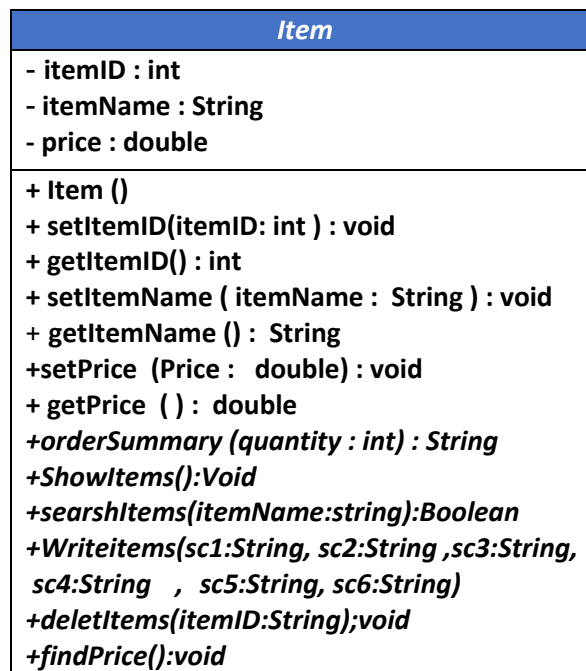 Item
- itemID : int
- itemName : String
- price : double
+ Item ()
+ setItemID(itemID: int ) : void
+ getItemID() : int
+ setItemName ( itemName : String ) : void
+ getItemName () : String
+setPrice (Price : double) : void
+ getPrice ( ) : double
+orderSummary (quantity : int) : String
+ShowItems():Void
+searshItems(itemName:string):Boolean
+Writeitems(sc1:String, sc2:String ,sc3:String,
sc4:String , sc5:String, sc6:String)
+deletItems(itemID:String);void
+findPrice():void